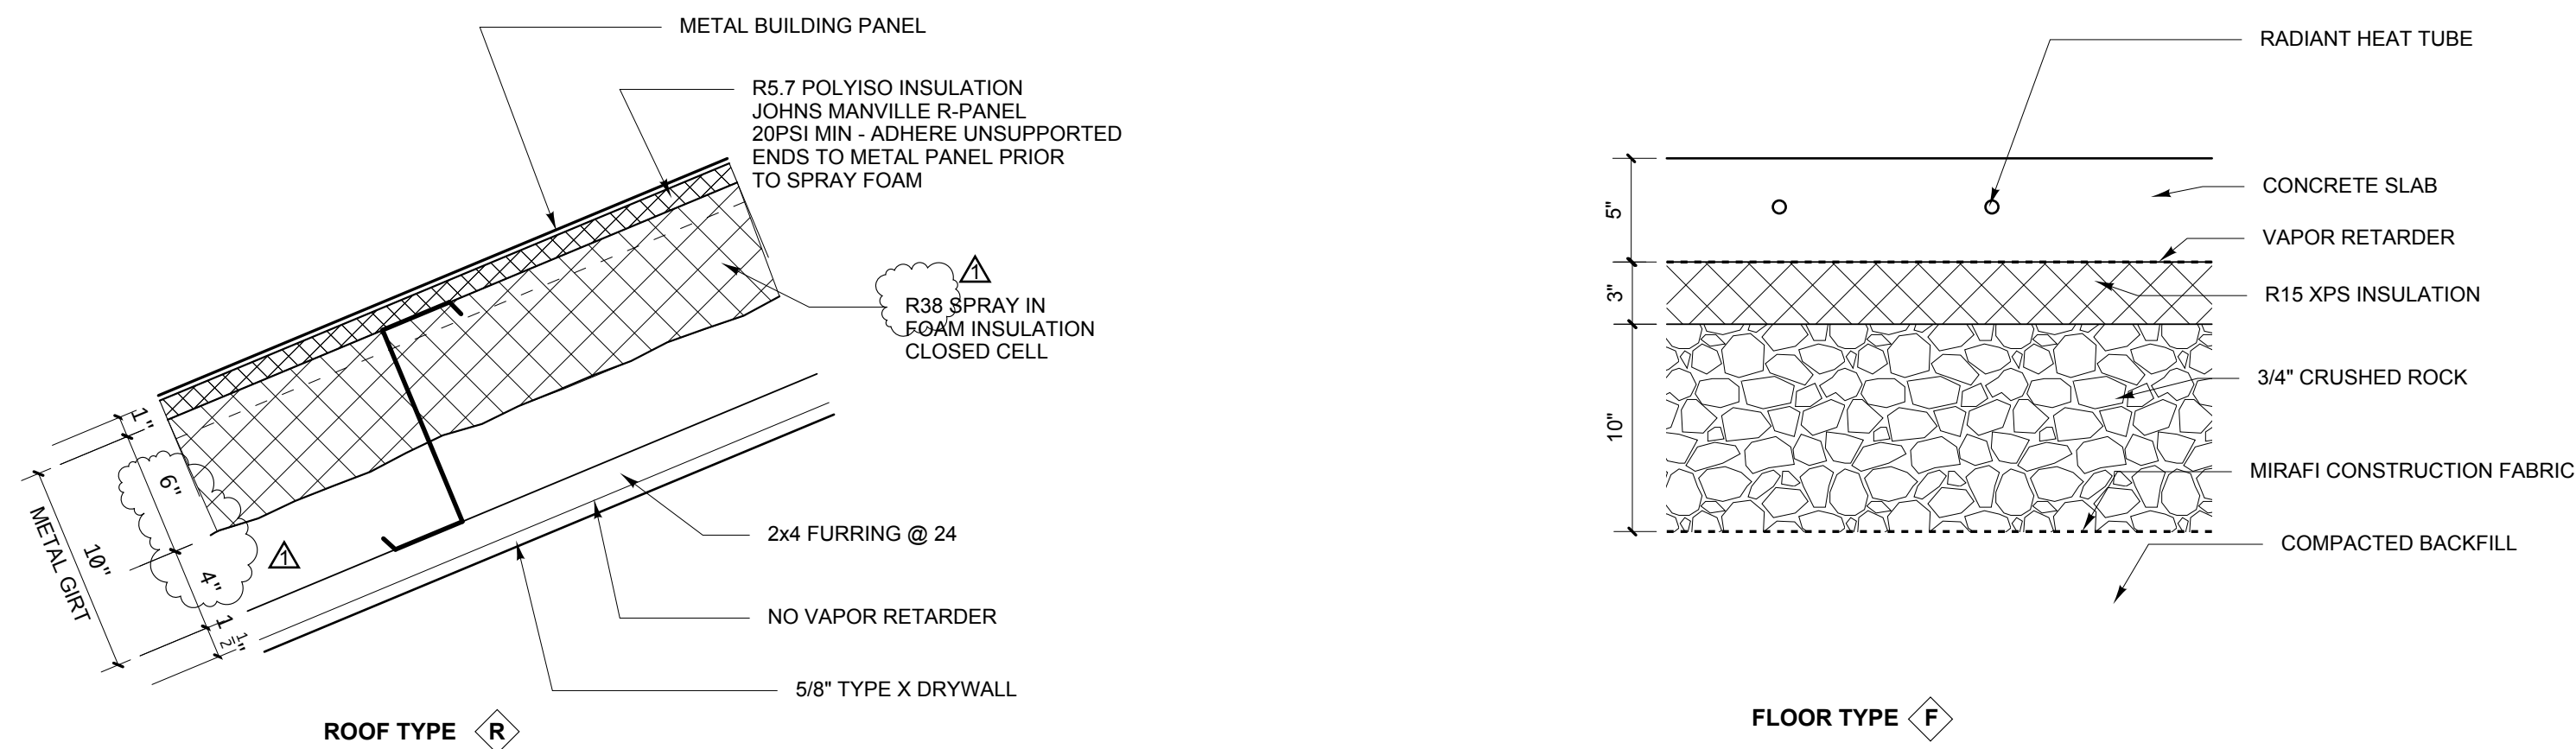 METAL BUILDING PANEL
R5.7 POLYISO INSULATION
JOHNS MANVILLE R-PANEL
20PSI MIN - ADHERE UNSUPPORTED
ENDS TO METAL PANEL PRIOR
TO SPRAY FOAM
1
R38 SPRAY IN
FOAM INSULATION
CLOSED CELL
1"
6"
4"
1 1/2"
10"
METAL GIRT
1
2x4 FURRING @ 24
NO VAPOR RETARDER
5/8" TYPE X DRYWALL
ROOF TYPE R
RADIANT HEAT TUBE
CONCRETE SLAB
VAPOR RETARDER
R15 XPS INSULATION
3/4" CRUSHED ROCK
MIRAFI CONSTRUCTION FABRIC
COMPACTED BACKFILL
5"
3"
10"
FLOOR TYPE F